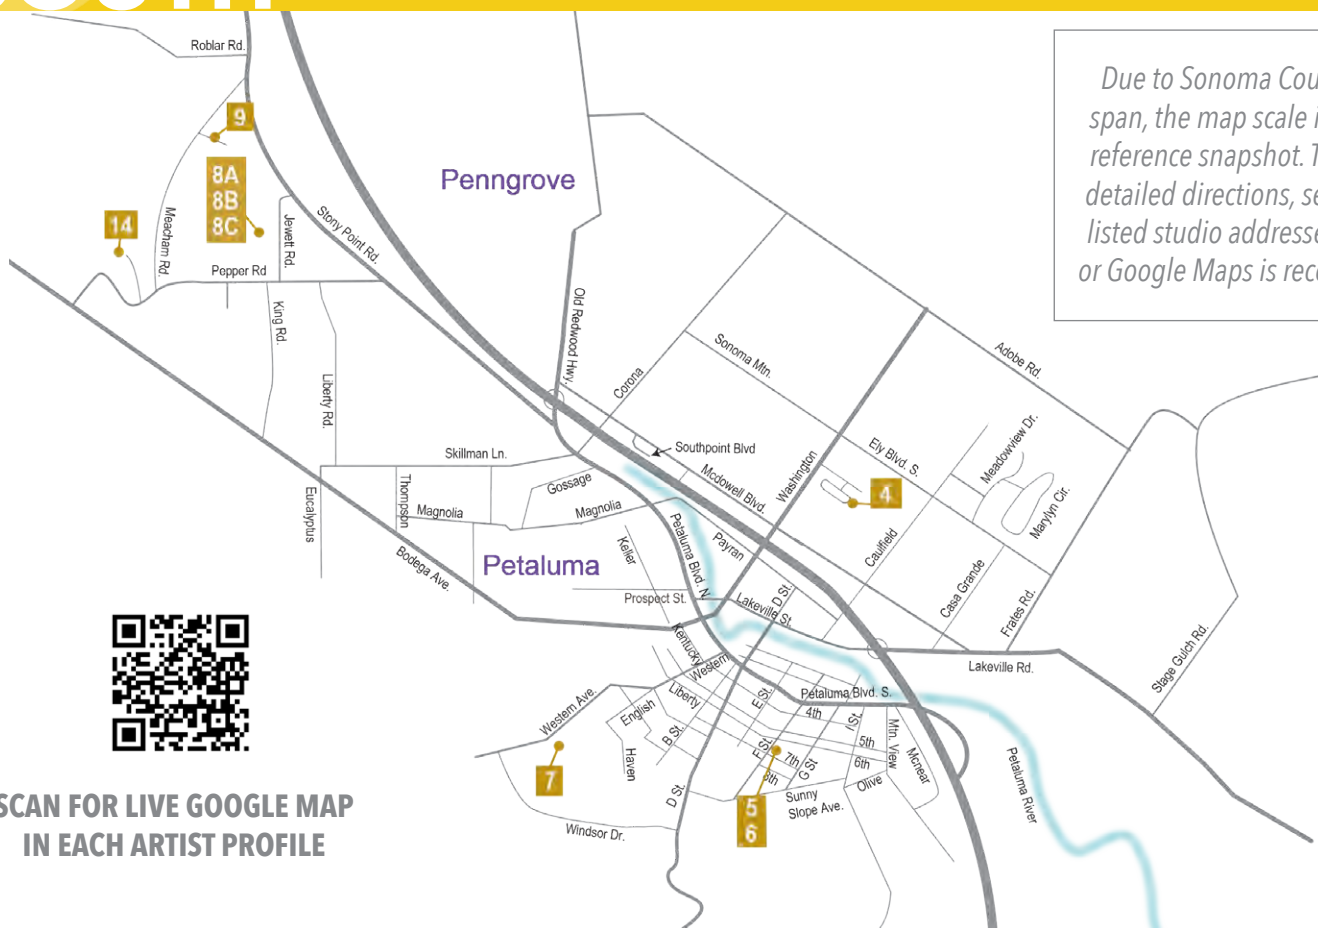 Roblar Rd.
9
8A
8B
8C
14
Meacham Rd.
Jewett Rd.
Stony Point Rd.
Pepper Rd
King Rd.
Liberty Rd.
Penngrove
Due to Sonoma Cou
span, the map scale i
reference snapshot. T
detailed directions, se
listed studio addresse
or Google Maps is rece
Old Redwood Hwy.
Corona
Sonoma Mtn.
Adobe Rd.
Skillman Ln.
Southpoint Blvd
Mcdowell Blvd.
Washington
Ely Blvd. S.
Meadowview Dr.
Marylyn Cir.
4
Eucalyptus
Thompson
Magnolia
Gossage
Magnolia
Bodega Ave.
Petaluma
Keller
Petaluma Blvd. N.
Payran
Caulfield
Casa Grande
Frates Rd.
Prospect St.
Lakeville St.
D St.
Lakeville Rd.
Stage Gulch Rd.
Kentucky
Western
Western Ave.
English
Liberty
B St.
Haven
D St.
E St.
F St.
Petaluma Blvd. S.
4th
I St.
5th
6th
7th
8th
G St
Mtn. View
Mcnear
Olive
Sunny
Slope Ave.
Petaluma River
7
5
6
Windsor Dr.
SCAN FOR LIVE GOOGLE MAP
IN EACH ARTIST PROFILE